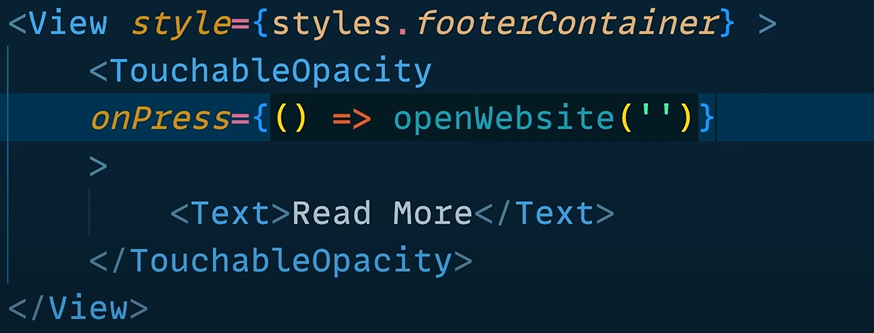 <View style={styles.footerContainer} >
<TouchableOpacity
onPress={() => openWebsite('')}
>
<Text>Read More</Text>
</TouchableOpacity>
</View>